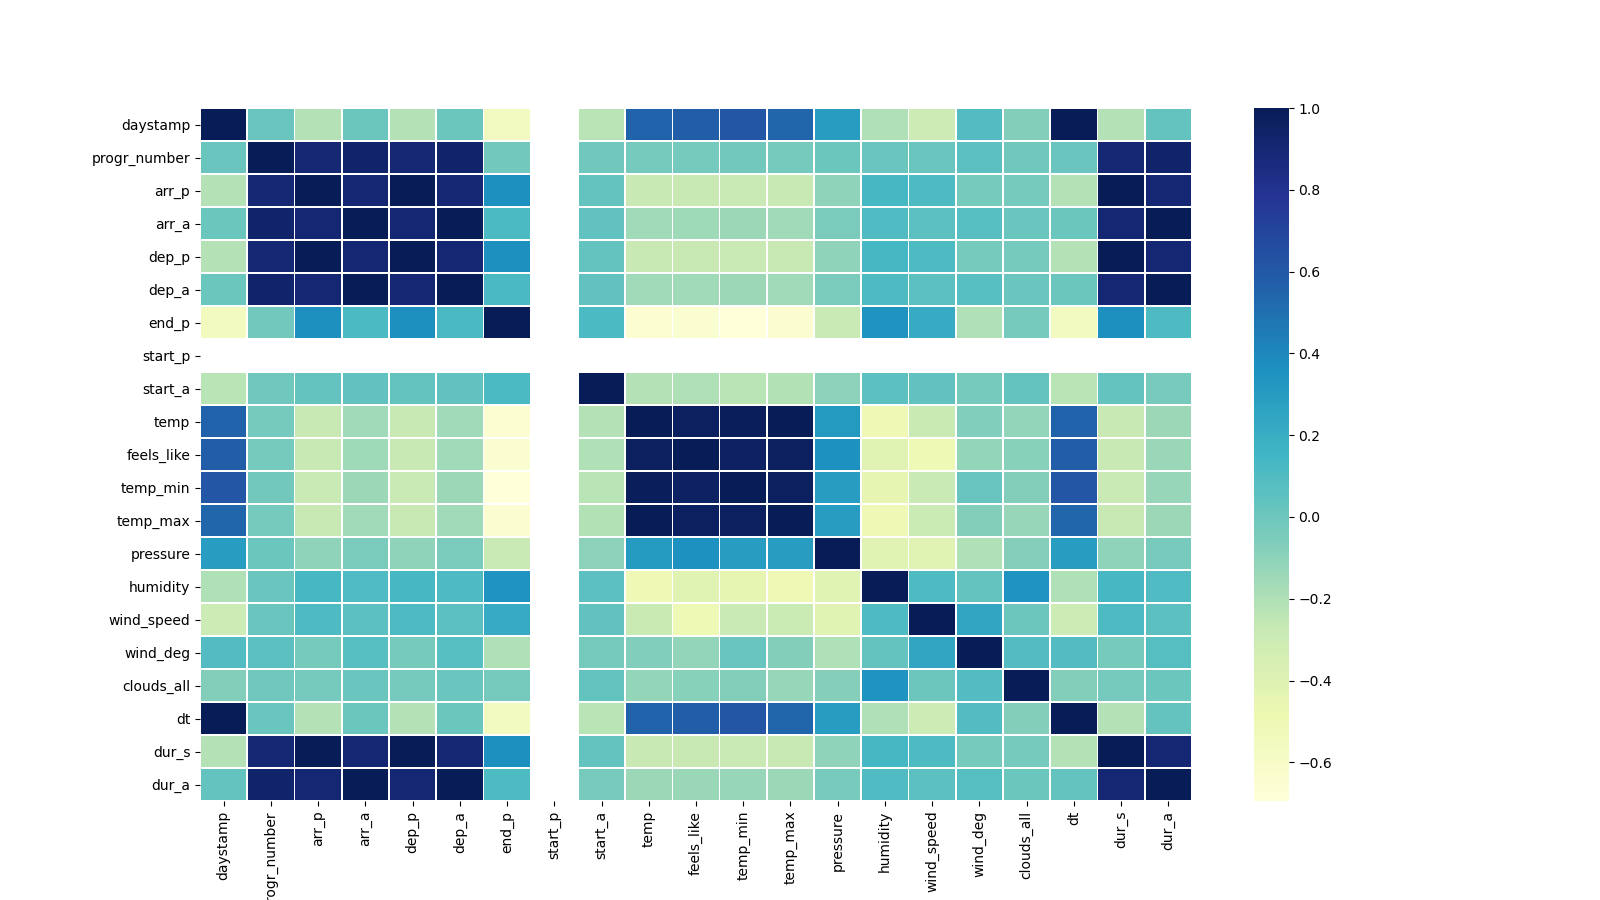 daystamp
progr_number
arr_p
arr_a
dep_p
dep_a
end_p
start_p
start_a
temp
feels_like
temp_min
temp_max
pressure
humidity
wind_speed
wind_deg
clouds_all
dt
dur_s
dur_a
daystamp
rogr_number
arr_p
arr_a
dep_p
dep_a
end_p
start_p
start_a
temp
feels_like
temp_min
temp_max
pressure
humidity
wind_speed
wind_deg
clouds_all
dt
dur_s
dur_a
1.0
0.8
0.6
0.4
0.2
0.0
−0.2
−0.4
−0.6